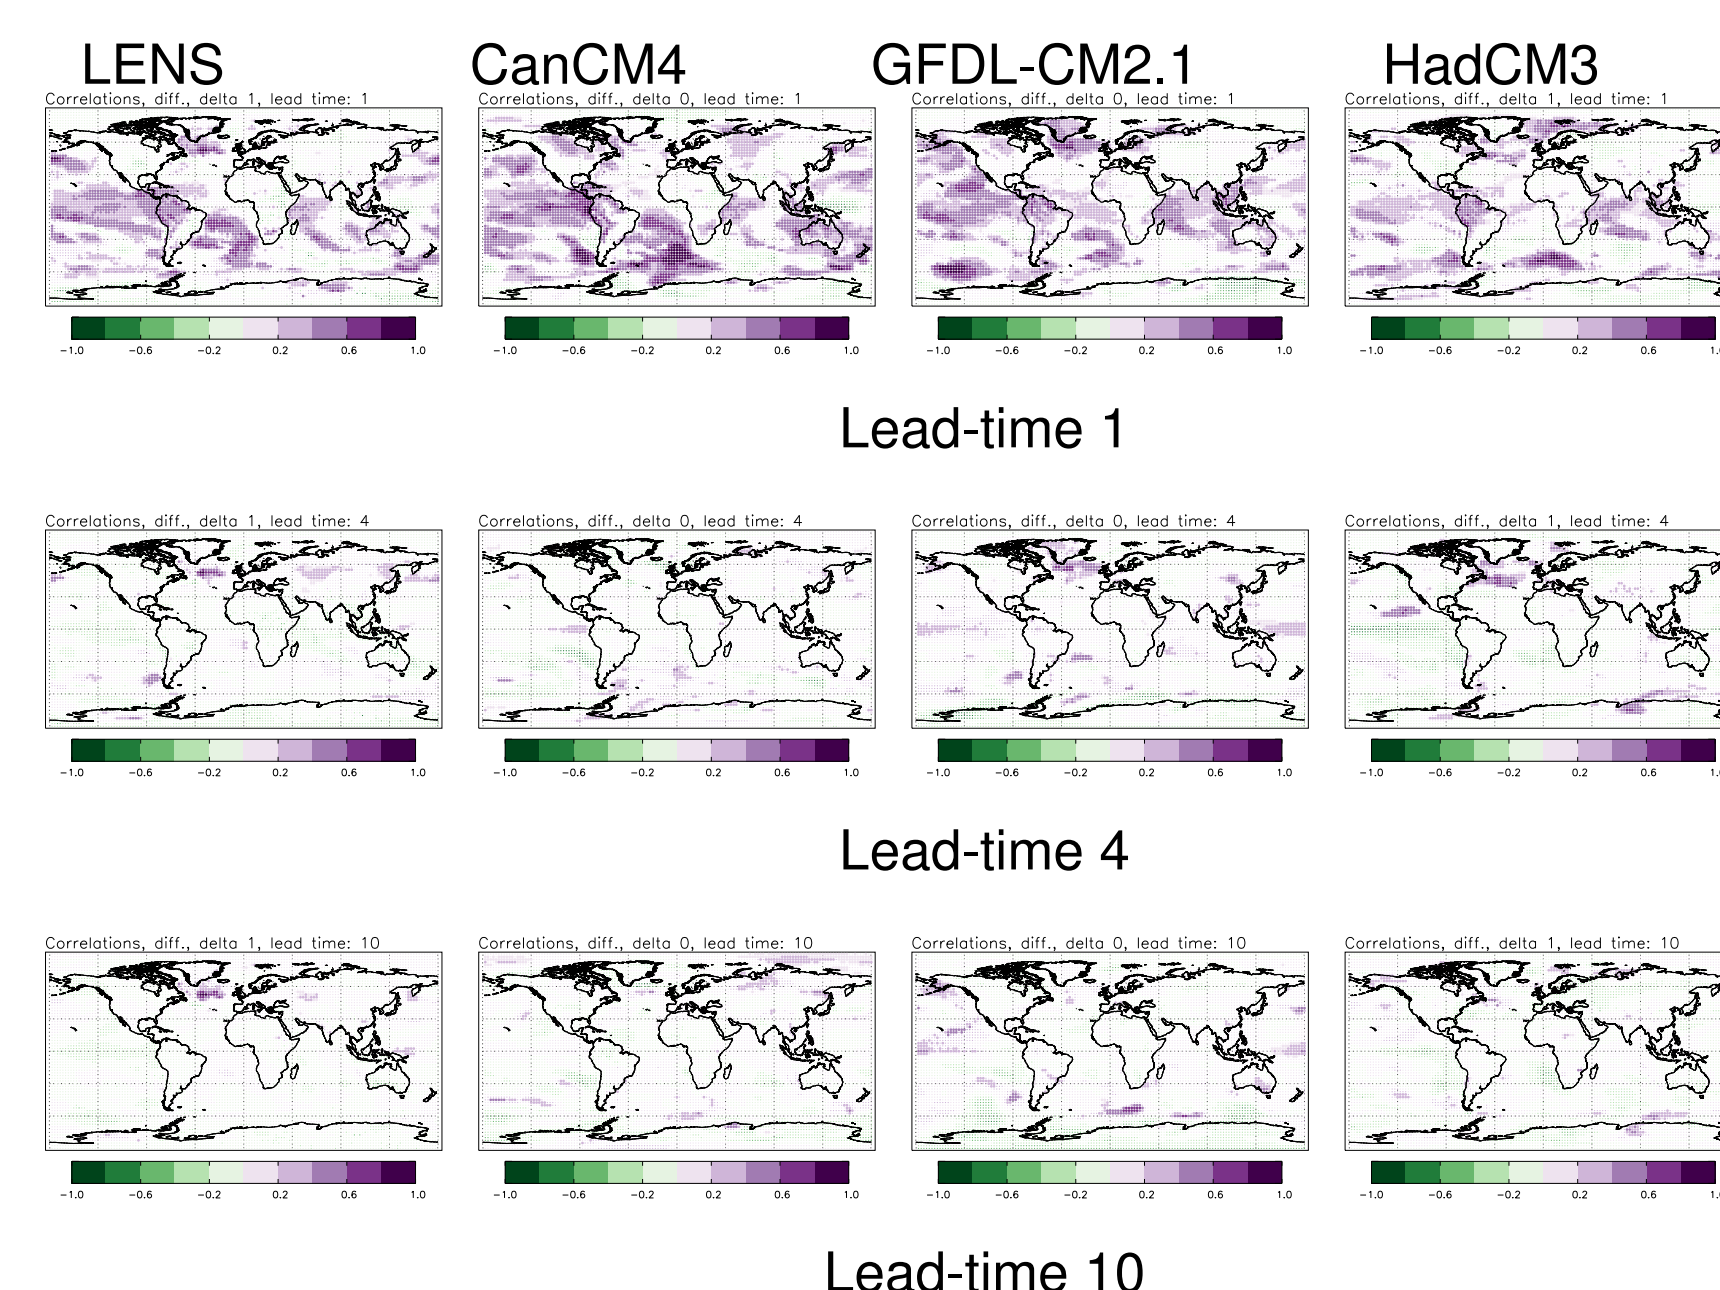 LENS CanCM4 GFDL-CM2.1 HadCM3
Correlations, diff., delta 1, lead time: 1 Correlations, diff., delta 0, lead time: 1 Correlations, diff., delta 0, lead time: 1 Correlations, diff., delta 1, lead time: 1
-1.0 -0.6 -0.2 0.2 0.6 1.0 -1.0 -0.6 -0.2 0.2 0.6 1.0 -1.0 -0.6 -0.2 0.2 0.6 1.0 -1.0 -0.6 -0.2 0.2 0.6
Lead-time 1
Correlations, diff., delta 1, lead time: 4 Correlations, diff., delta 0, lead time: 4 Correlations, diff., delta 0, lead time: 4 Correlations, diff., delta 1, lead time: 4
-1.0 -0.6 -0.2 0.2 0.6 1.0 -1.0 -0.6 -0.2 0.2 0.6 1.0 -1.0 -0.6 -0.2 0.2 0.6 1.0 -1.0 -0.6 -0.2 0.2 0.6
Lead-time 4
Correlations, diff., delta 1, lead time: 10 Correlations, diff., delta 0, lead time: 10 Correlations, diff., delta 0, lead time: 10 Correlations, diff., delta 1, lead time: 10
-1.0 -0.6 -0.2 0.2 0.6 1.0 -1.0 -0.6 -0.2 0.2 0.6 1.0 -1.0 -0.6 -0.2 0.2 0.6 1.0 -1.0 -0.6 -0.2 0.2 0.6
Lead-time 10